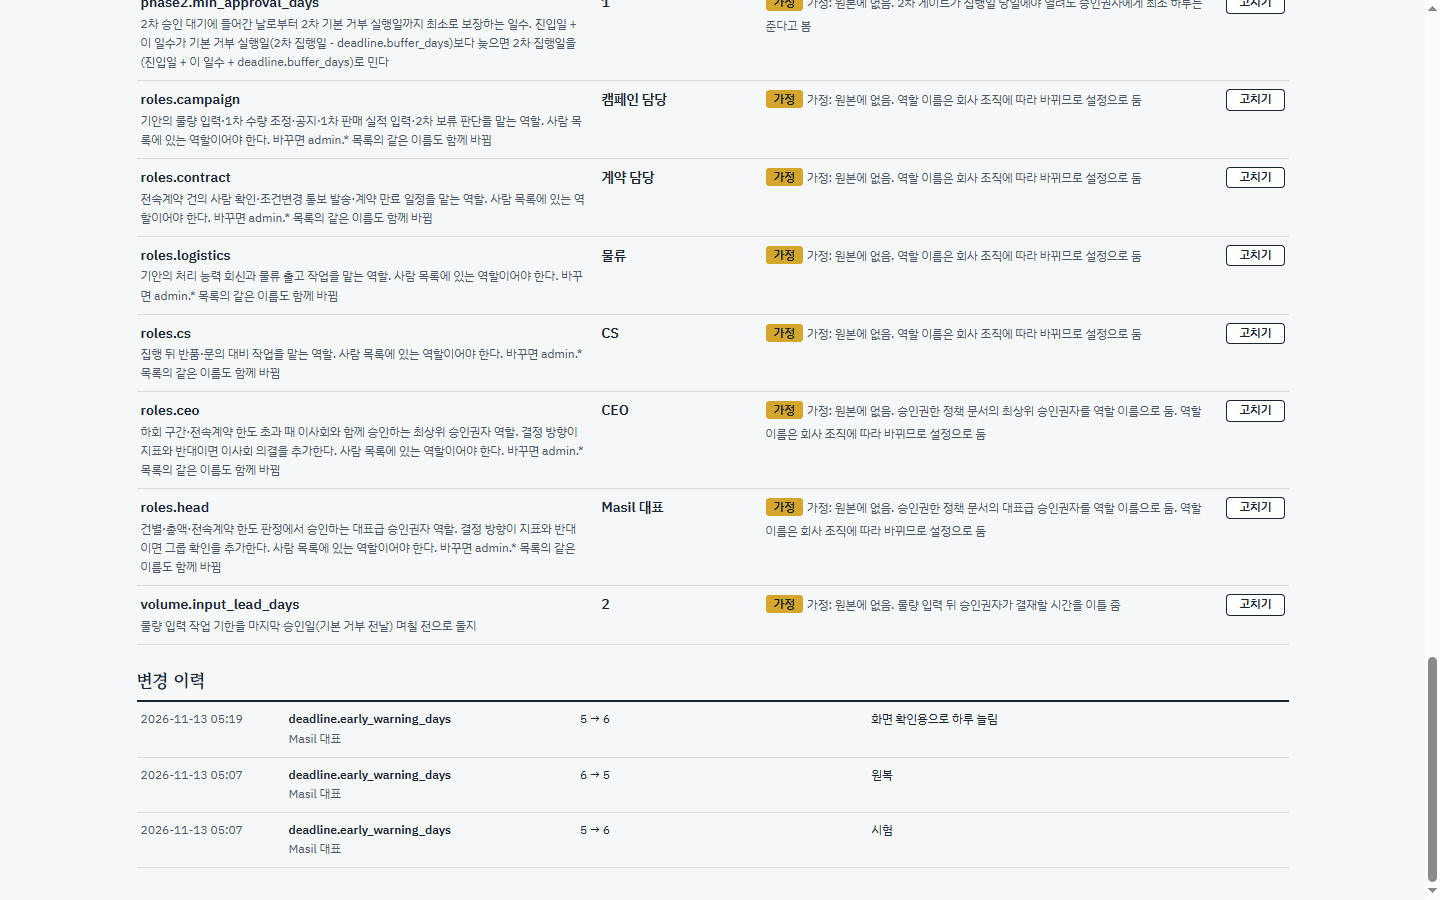 phase2.min_approval_days
1
가정 가정: 원본에 없음. 2차 게이트가 집행일 당일에야 열려도 승인권자에게 최소 하루는
준다고 봄
고치기
2차 승인 대기에 들어간 날로부터 2차 기본 거부 실행일까지 최소로 보장하는 일수. 진입일 +
이 일수가 기본 거부 실행일(2차 집행일 - deadline.buffer_days)보다 늦으면 2차 집행일을
(진입일 + 이 일수 + deadline.buffer_days)로 민다
roles.campaign
캠페인 담당
가정 가정: 원본에 없음. 역할 이름은 회사 조직에 따라 바뀌므로 설정으로 둠
고치기
기안의 물량 입력·1차 수량 조정·공지·1차 판매 실적 입력·2차 보류 판단을 맡는 역할. 사람 목
록에 있는 역할이어야 한다. 바꾸면 admin.* 목록의 같은 이름도 함께 바뀜
roles.contract
계약 담당
가정 가정: 원본에 없음. 역할 이름은 회사 조직에 따라 바뀌므로 설정으로 둠
고치기
전속계약 건의 사람 확인·조건변경 통보 발송·계약 만료 일정을 맡는 역할. 사람 목록에 있는 역
할이어야 한다. 바꾸면 admin.* 목록의 같은 이름도 함께 바뀜
roles.logistics
물류
가정 가정: 원본에 없음. 역할 이름은 회사 조직에 따라 바뀌므로 설정으로 둠
고치기
기안의 처리 능력 회신과 물류 출고 작업을 맡는 역할. 사람 목록에 있는 역할이어야 한다. 바꾸
면 admin.* 목록의 같은 이름도 함께 바뀜
roles.cs
CS
가정 가정: 원본에 없음. 역할 이름은 회사 조직에 따라 바뀌므로 설정으로 둠
고치기
집행 뒤 반품·문의 대비 작업을 맡는 역할. 사람 목록에 있는 역할이어야 한다. 바꾸면 admin.*
목록의 같은 이름도 함께 바뀜
roles.ceo
CEO
가정 가정: 원본에 없음. 승인권한 정책 문서의 최상위 승인권자를 역할 이름으로 둠. 역할
이름은 회사 조직에 따라 바뀌므로 설정으로 둠
고치기
하회 구간·전속계약 한도 초과 때 이사회와 함께 승인하는 최상위 승인권자 역할. 결정 방향이
지표와 반대이면 이사회 의결을 추가한다. 사람 목록에 있는 역할이어야 한다. 바꾸면 admin.*
목록의 같은 이름도 함께 바뀜
roles.head
Masil 대표
가정 가정: 원본에 없음. 승인권한 정책 문서의 대표급 승인권자를 역할 이름으로 둠. 역할
이름은 회사 조직에 따라 바뀌므로 설정으로 둠
고치기
건별·총액·전속계약 한도 판정에서 승인하는 대표급 승인권자 역할. 결정 방향이 지표와 반대
이면 그룹 확인을 추가한다. 사람 목록에 있는 역할이어야 한다. 바꾸면 admin.* 목록의 같은
이름도 함께 바뀜
volume.input_lead_days
2
가정 가정: 원본에 없음. 물량 입력 뒤 승인권자가 결재할 시간을 이틀 줌
고치기
물량 입력 작업 기한을 마지막 승인일(기본 거부 전날) 며칠 전으로 둘지
변경 이력
2026-11-13 05:19
deadline.early_warning_days
5 → 6
화면 확인용으로 하루 늘림
Masil 대표
2026-11-13 05:07
deadline.early_warning_days
6 → 5
원복
Masil 대표
2026-11-13 05:07
deadline.early_warning_days
5 → 6
시험
Masil 대표